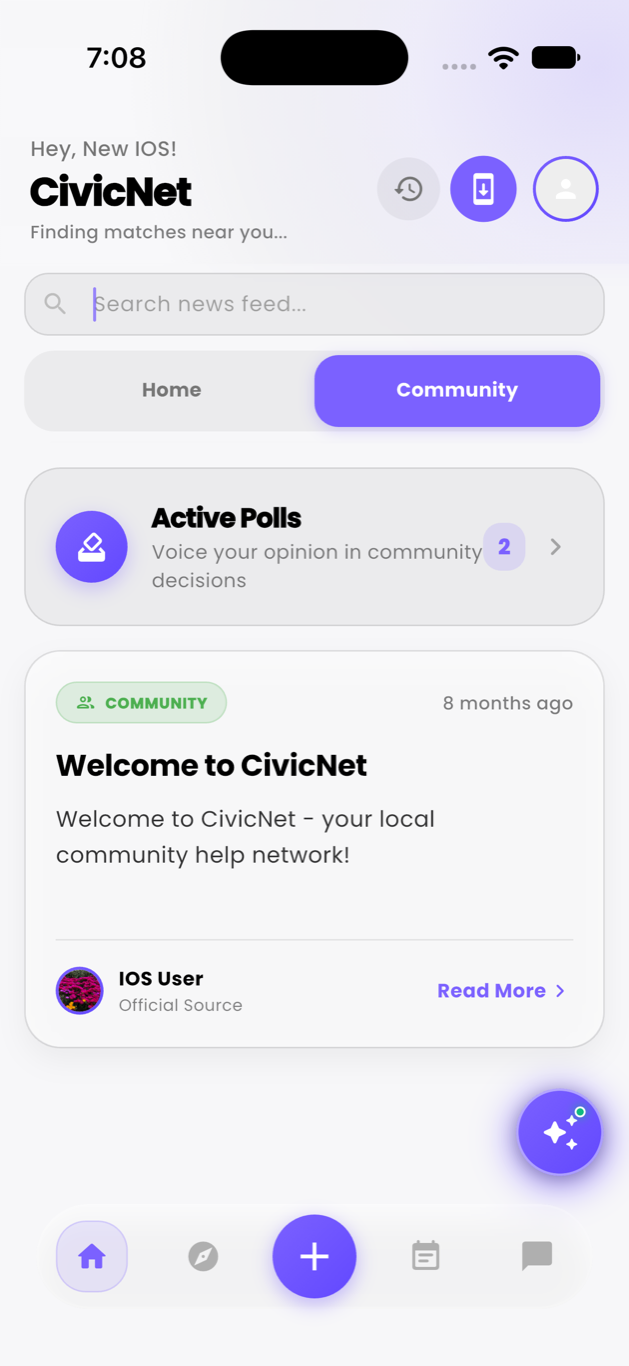 7:08
Hey, New IOS!
CivicNet
Finding matches near you...
Search news feed...
Home
Community
Active Polls
Voice your opinion in community
decisions
2
COMMUNITY
8 months ago
Welcome to CivicNet
Welcome to CivicNet - your local
community help network!
IOS User
Official Source
Read More